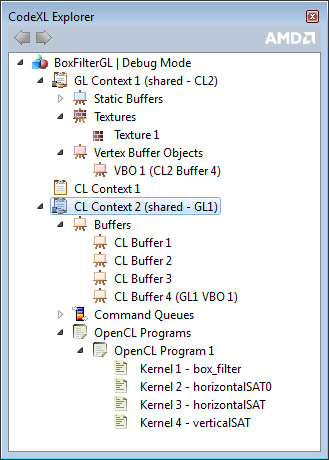 CodeXL Explorer
AMD
BoxFilterGL | Debug Mode
GL Context 1 (shared - CL2)
Static Buffers
Textures
Texture 1
Vertex Buffer Objects
VBO 1 (CL2 Buffer 4)
CL Context 1
CL Context 2 (shared - GL1)
Buffers
CL Buffer 1
CL Buffer 2
CL Buffer 3
CL Buffer 4 (GL1 VBO 1)
Command Queues
OpenCL Programs
OpenCL Program 1
Kernel 1 - box_filter
Kernel 2 - horizontalSAT0
Kernel 3 - horizontalSAT
Kernel 4 - verticalSAT